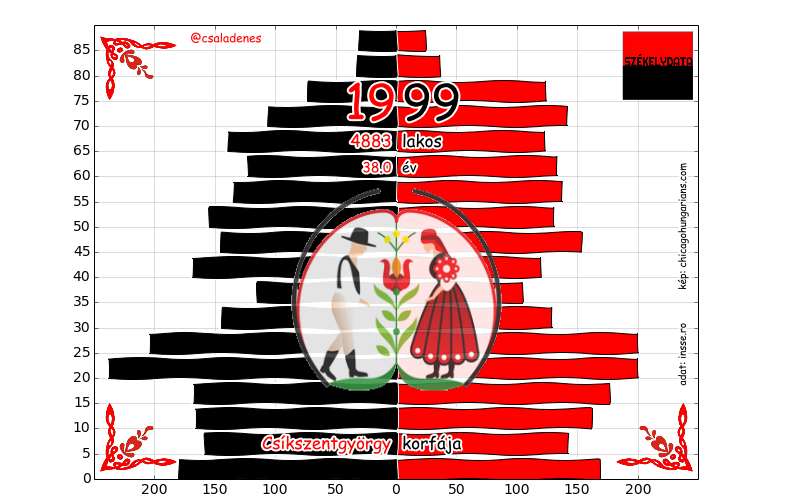 @csaladenes
SZÉKELYDATA
1999
4883 lakos
38.0 év
kép: chicagohungarians.com
adat: insse.ro
Csíkszentgyörgy korfája
85
80
75
70
65
60
55
50
45
40
35
30
25
20
15
10
5
0
200 150 100 50 0 50 100 150 200